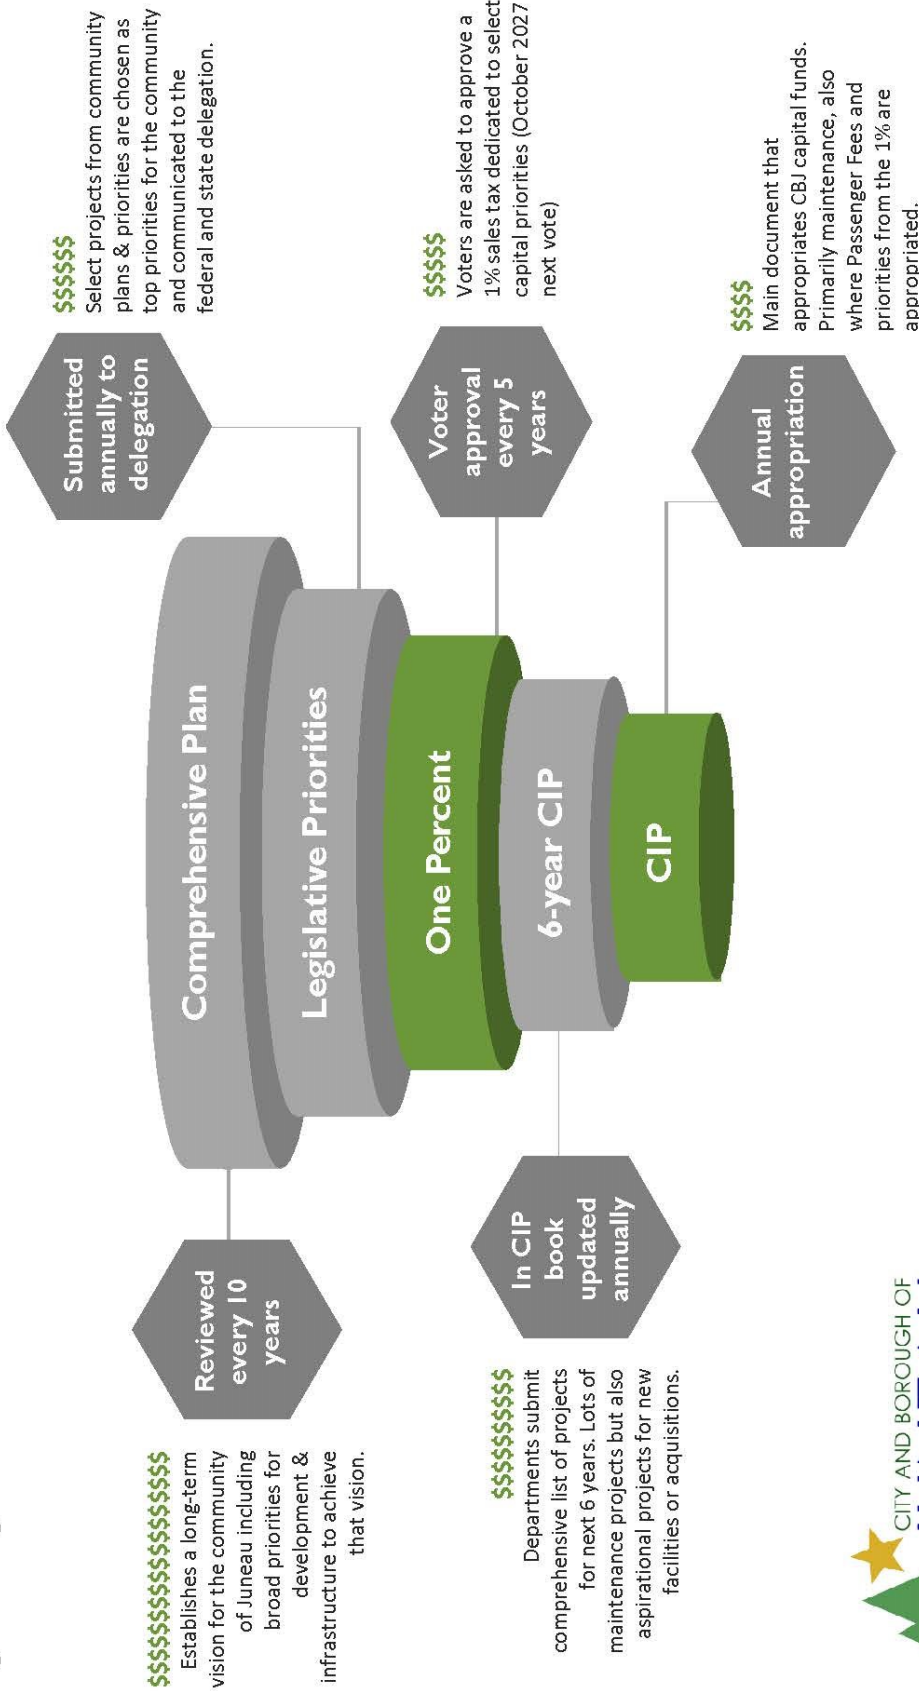 $$$$$$$$$$$$$$$$$$$
Establishes a long-term
vision for the community
of Juneau including
broad priorities for
development &
infrastructure to achieve
that vision.
Reviewed
every 10
years
Comprehensive Plan
Legislative Priorities
One Percent
6-year CIP
CIP
Submitted
annually to
delegation
$$$$$$
Select projects from community
plans & priorities are chosen as
top priorities for the community
and communicated to the
federal and state delegation.
Voter
approval
every 5
years
$$$$$
Voters are asked to approve a
1% sales tax dedicated to select
capital priorities (October 2027
next vote)
$$$$$$$$$$
Departments submit
comprehensive list of projects
for next 6 years. Lots of
maintenance projects but also
aspirational projects for new
facilities or acquisitions.
In CIP
book
updated
annually
Annual
appropriation
$$$$
Main document that
appropriates CBJ capital funds.
Primarily maintenance, also
where Passenger Fees and
priorities from the 1% are
appropriated.
CITY AND BOROUGH OF